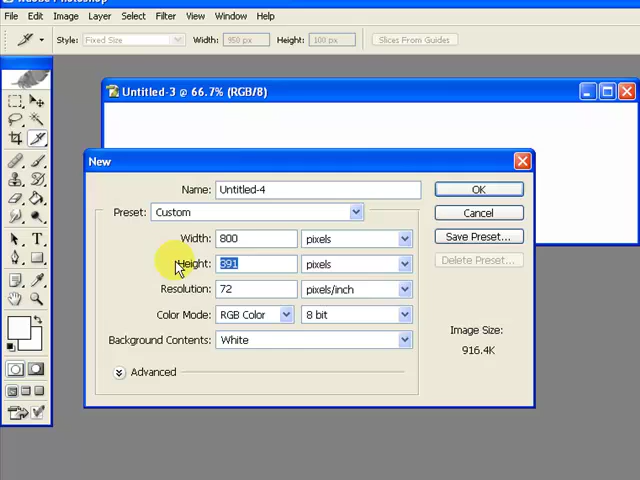 Adobe Photoshop
File Edit Image Layer Select Filter View Window Help
Style: Fixed Size Width: 950 px Height: 100 px Slices From Guides
Untitled-3 @ 66.7% (RGB/8)
New
Name: Untitled-4 OK
Preset: Custom Cancel
Width: 800 pixels Save Preset...
Height: 391 pixels Delete Preset...
Resolution: 72 pixels/inch
Color Mode: RGB Color 8 bit Image Size:
Background Contents: White 916.4K
Advanced